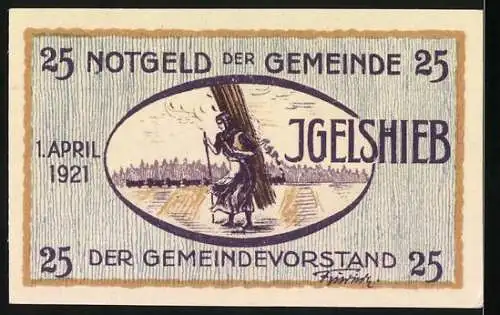 25 NOTGELD DER GEMEINDE 25
1. APRIL
1921
JGELSHIEB
25 DER GEMEINDEVORSTAND 25